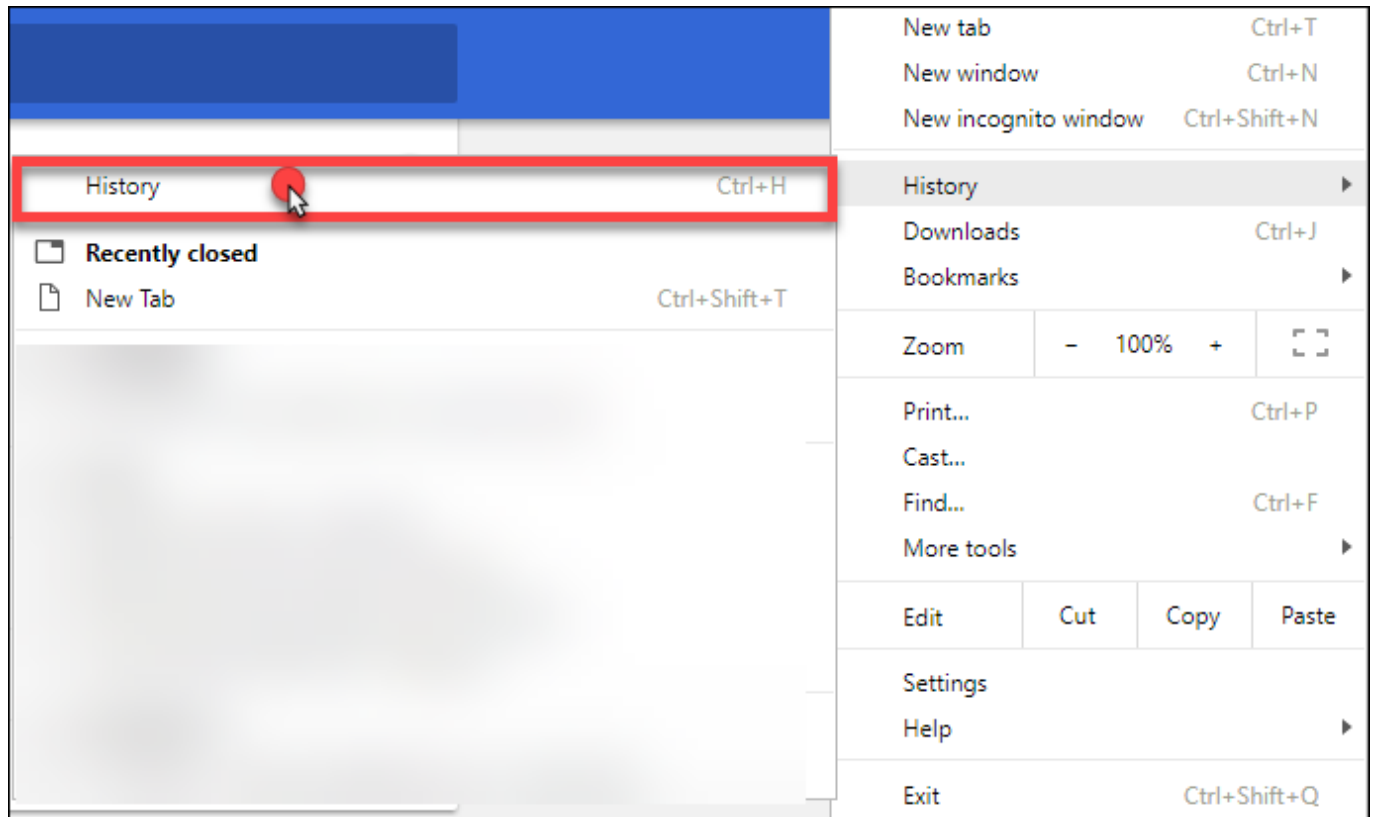 New tab Ctrl+T
New window Ctrl+N
New incognito window Ctrl+Shift+N
History Ctrl+H
Recently closed
New Tab Ctrl+Shift+T
History
Downloads Ctrl+J
Bookmarks
Zoom - 100% +
Print... Ctrl+P
Cast...
Find... Ctrl+F
More tools
Edit Cut Copy Paste
Settings
Help
Exit Ctrl+Shift+Q